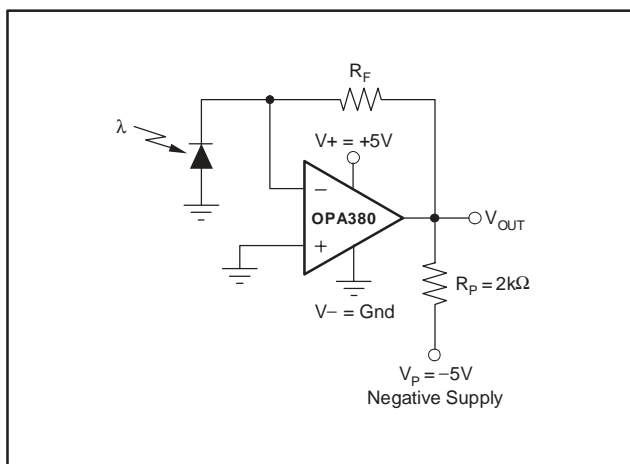 R_F
λ
V+ = +5V
−
OPA380
+
V_OUT
R_P = 2kΩ
V− = Gnd
V_P = −5V
Negative Supply